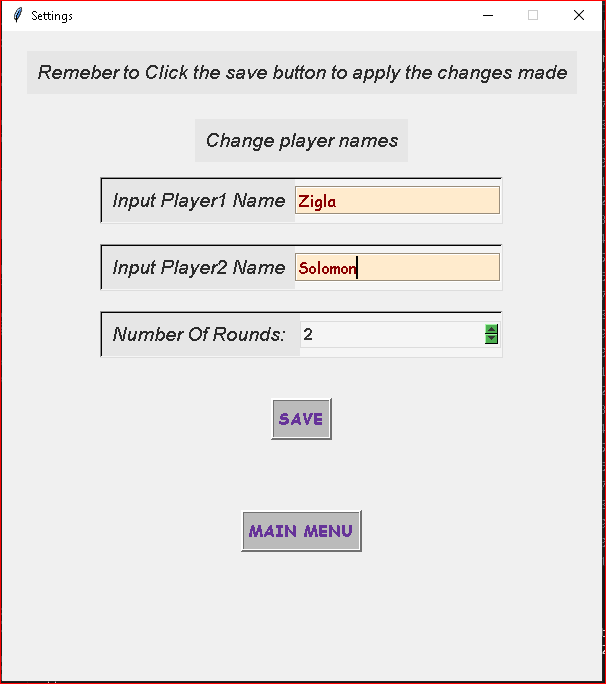 Settings
Remeber to Click the save button to apply the changes made
Change player names
Input Player1 Name Zigla
Input Player2 Name Solomon
Number Of Rounds: 2
SAVE
MAIN MENU